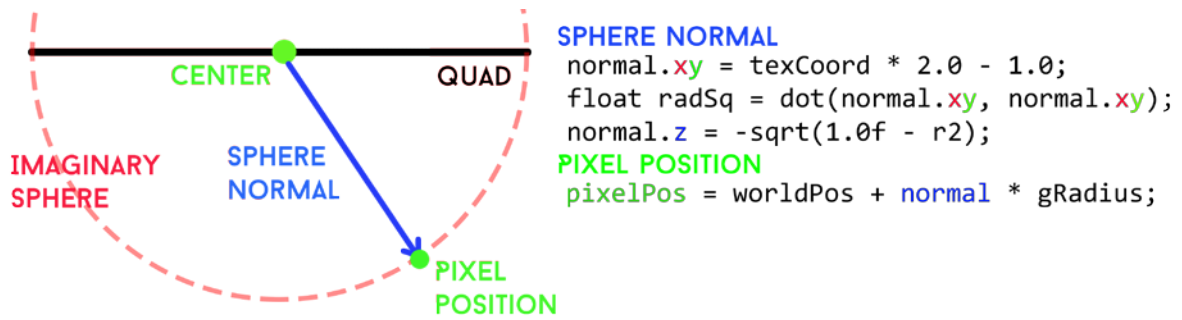 CENTER
QUAD
IMAGINARY
SPHERE
SPHERE
NORMAL
PIXEL
POSITION
SPHERE NORMAL
normal.xy = texCoord * 2.0 - 1.0;
float radSq = dot(normal.xy, normal.xy);
normal.z = -sqrt(1.0f - r2);
PIXEL POSITION
pixelPos = worldPos + normal * gRadius;